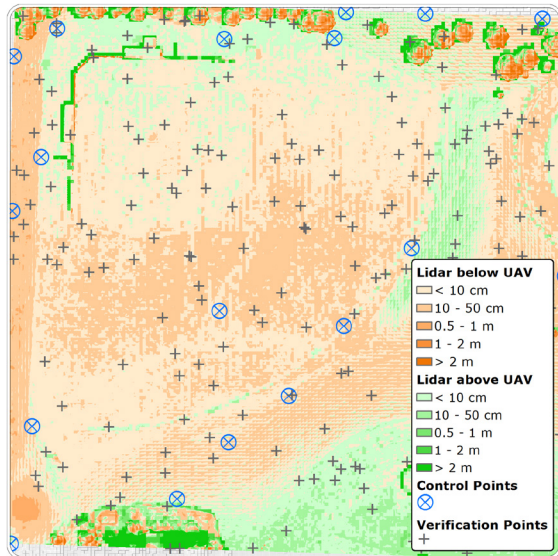 Lidar below UAV
< 10 cm
10 - 50 cm
0.5 - 1 m
1 - 2 m
> 2 m
Lidar above UAV
< 10 cm
10 - 50 cm
0.5 - 1 m
1 - 2 m
> 2 m
Control Points
Verification Points